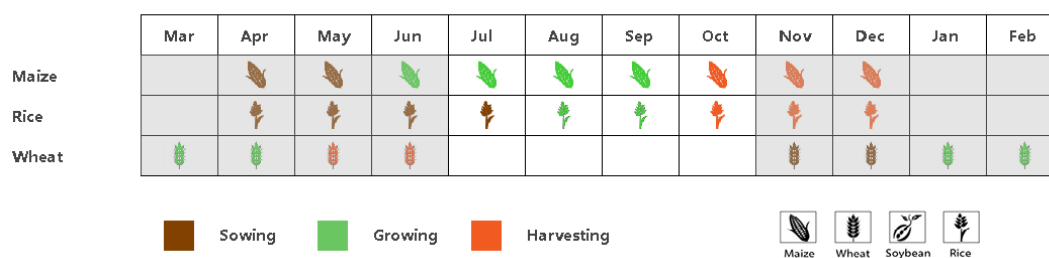 Mar Apr May Jun Jul Aug Sep Oct Nov Dec Jan Feb
Maize
Rice
Wheat
Sowing Growing Harvesting
Maize Wheat Soybean Rice